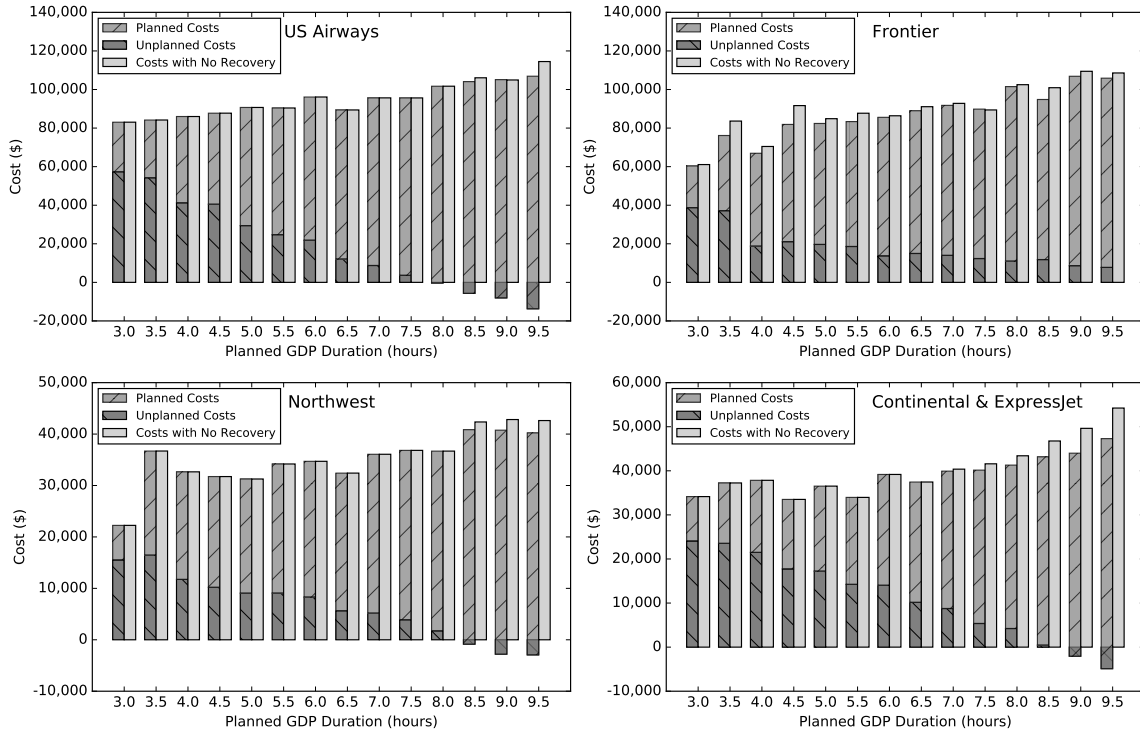 US Airways
Planned Costs
Unplanned Costs
Costs with No Recovery
Cost ($)
140,000
120,000
100,000
80,000
60,000
40,000
20,000
0
-20,000
3.0 3.5 4.0 4.5 5.0 5.5 6.0 6.5 7.0 7.5 8.0 8.5 9.0 9.5
Planned GDP Duration (hours)
Frontier
Planned Costs
Unplanned Costs
Costs with No Recovery
Cost ($)
140,000
120,000
100,000
80,000
60,000
40,000
20,000
0
-20,000
3.0 3.5 4.0 4.5 5.0 5.5 6.0 6.5 7.0 7.5 8.0 8.5 9.0 9.5
Planned GDP Duration (hours)
Northwest
Planned Costs
Unplanned Costs
Costs with No Recovery
Cost ($)
50,000
40,000
30,000
20,000
10,000
0
-10,000
3.0 3.5 4.0 4.5 5.0 5.5 6.0 6.5 7.0 7.5 8.0 8.5 9.0 9.5
Planned GDP Duration (hours)
Continental & ExpressJet
Planned Costs
Unplanned Costs
Costs with No Recovery
Cost ($)
60,000
50,000
40,000
30,000
20,000
10,000
0
-10,000
3.0 3.5 4.0 4.5 5.0 5.5 6.0 6.5 7.0 7.5 8.0 8.5 9.0 9.5
Planned GDP Duration (hours)